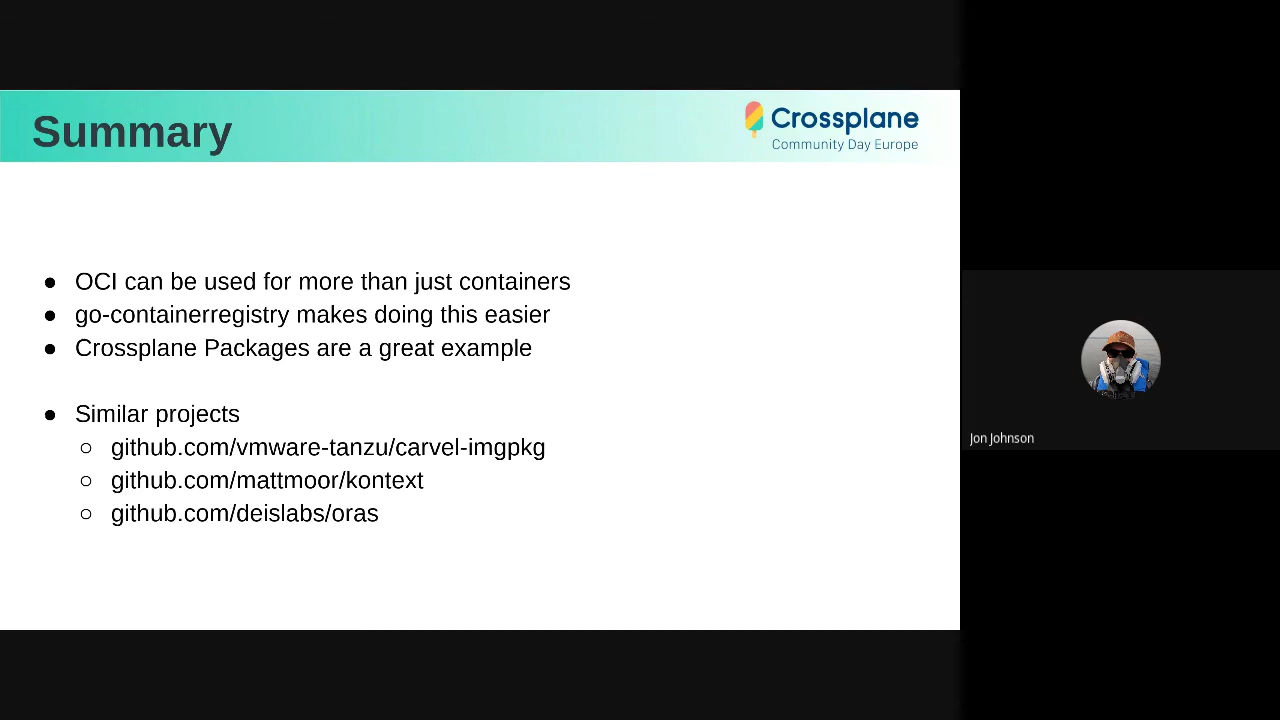 Summary
Crossplane
Community Day Europe
● OCI can be used for more than just containers
● go-containerregistry makes doing this easier
● Crossplane Packages are a great example
● Similar projects
○ github.com/vmware-tanzu/carvel-imgpkg
○ github.com/mattmoor/kontext
○ github.com/deislabs/oras
Jon Johnson